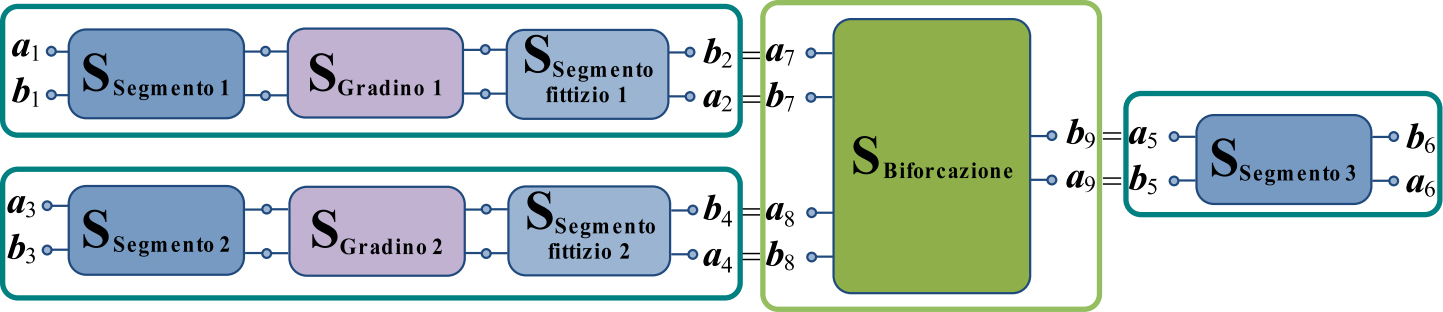 a1
b1
S Segmento 1
S Gradino 1
S Segmento
fittizio 1
b2 = a7
a2 = b7
a3
b3
S Segmento 2
S Gradino 2
S Segmento
fittizio 2
b4 = a8
a4 = b8
S Biforcazione
b9 = a5
a9 = b5
S Segmento 3
b6
a6